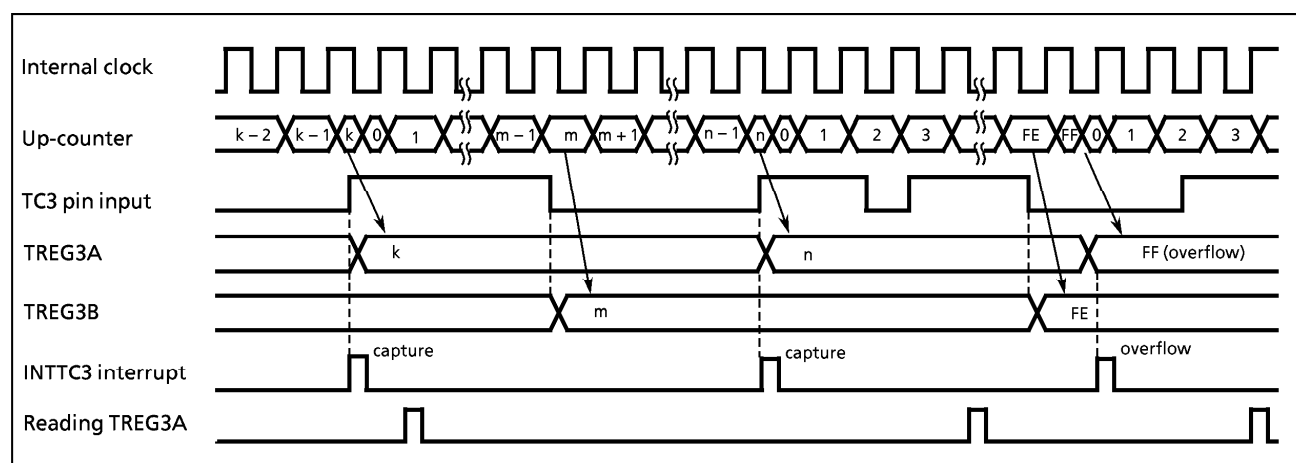 Internal clock
Up-counter k – 2 k – 1 k 0 1 m – 1 m m + 1 n – 1 n 0 1 2 3 FE FF 0 1 2 3
TC3 pin input
TREG3A k n FF (overflow)
TREG3B m FE
INTTC3 interrupt capture capture overflow
Reading TREG3A